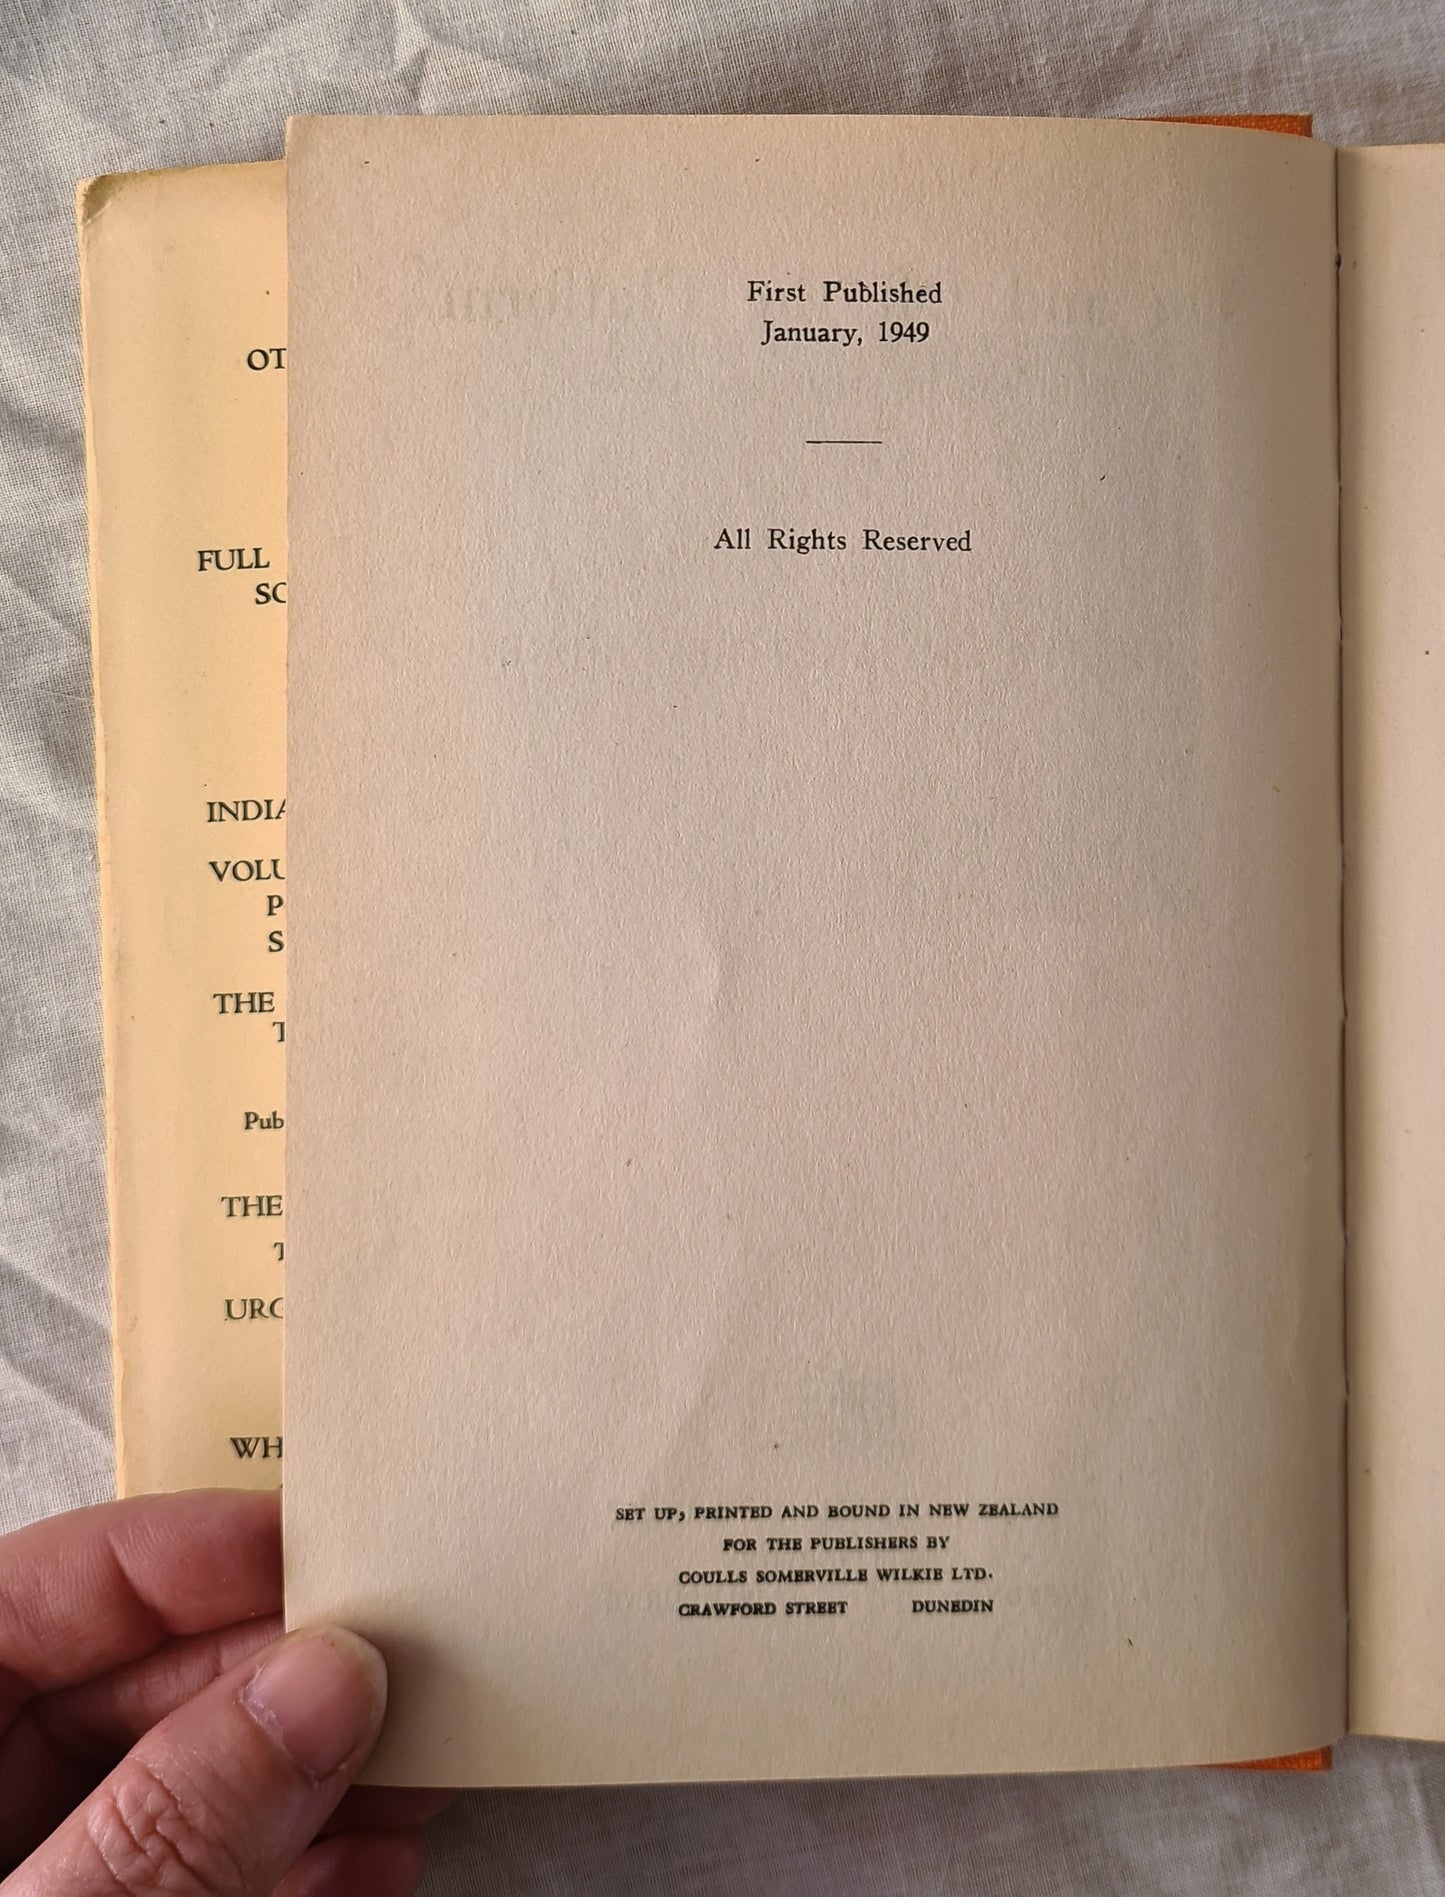 First Published
January, 1949
All Rights Reserved
SET UP, PRINTED AND BOUND IN NEW ZEALAND
FOR THE PUBLISHERS BY
COULLS SOMERVILLE WILKIE LTD.
CRAWFORD STREET DUNEDIN
OT
FULL
SC
INDIA
VOLU
P
S
THE
T
Pub
THE
T
URG
WH